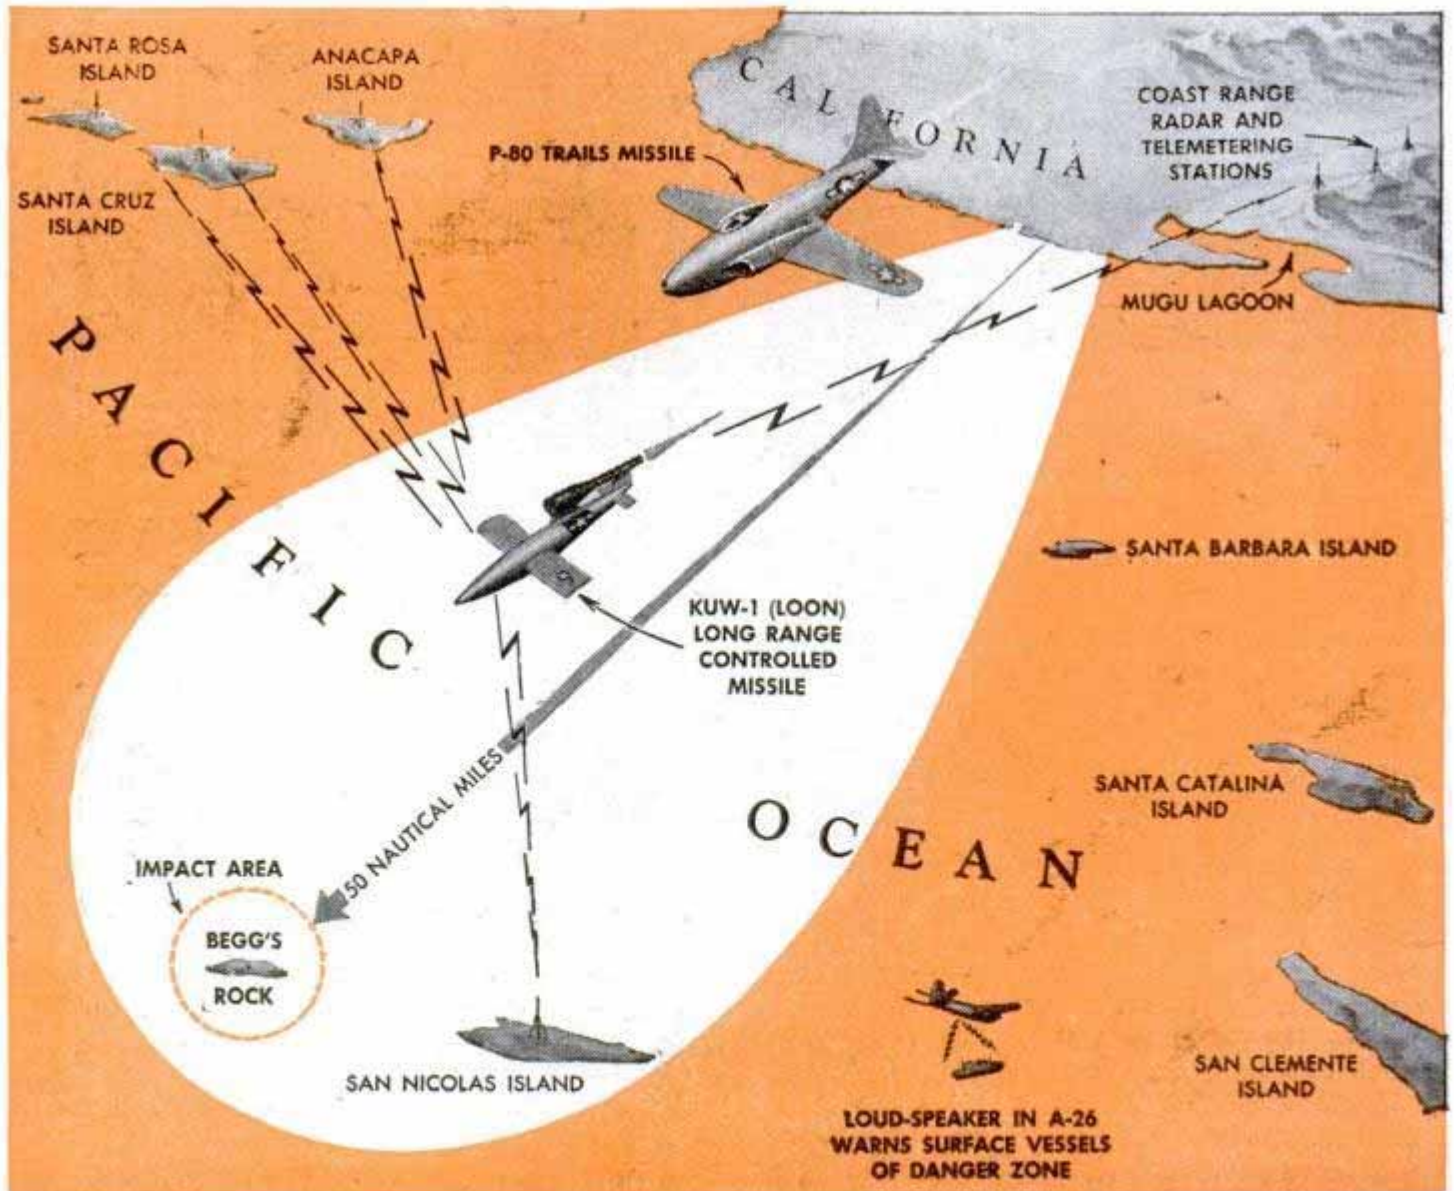 SANTA ROSA
ISLAND
ANACAPA
ISLAND
CALIFORNIA
COAST RANGE
RADAR AND
TELEMETERING
STATIONS
P-80 TRAILS MISSILE
SANTA CRUZ
ISLAND
MUGU LAGOON
PACIFIC
SANTA BARBARA ISLAND
KUW-1 (LOON)
LONG RANGE
CONTROLLED
MISSILE
50 NAUTICAL MILES
SANTA CATALINA
ISLAND
OCEAN
IMPACT AREA
BEGG'S
ROCK
SAN NICOLAS ISLAND
SAN CLEMENTE
ISLAND
LOUD-SPEAKER IN A-26
WARNS SURFACE VESSELS
OF DANGER ZONE